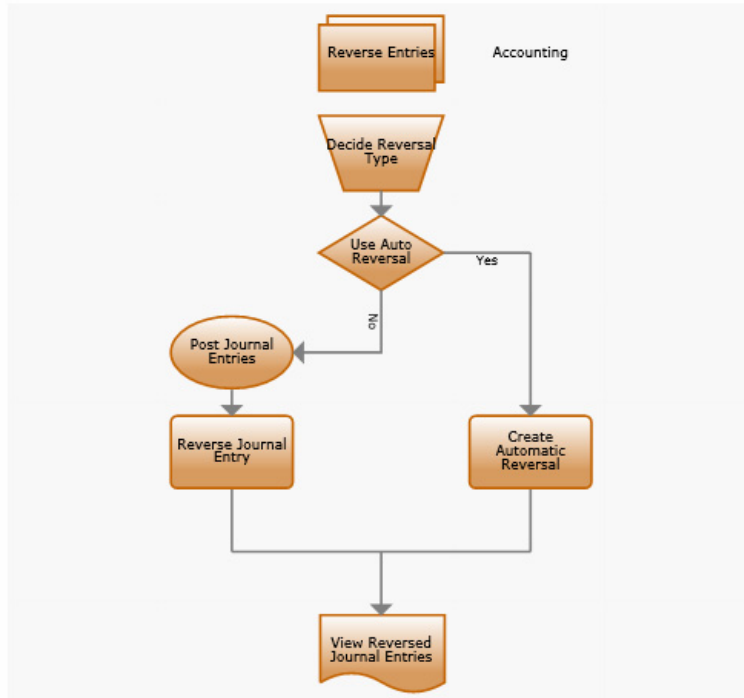 Reverse Entries
Accounting
Decide Reversal
Type
Use Auto
Reversal
Yes
No
Post Journal
Entries
Reverse Journal
Entry
Create
Automatic
Reversal
View Reversed
Journal Entries